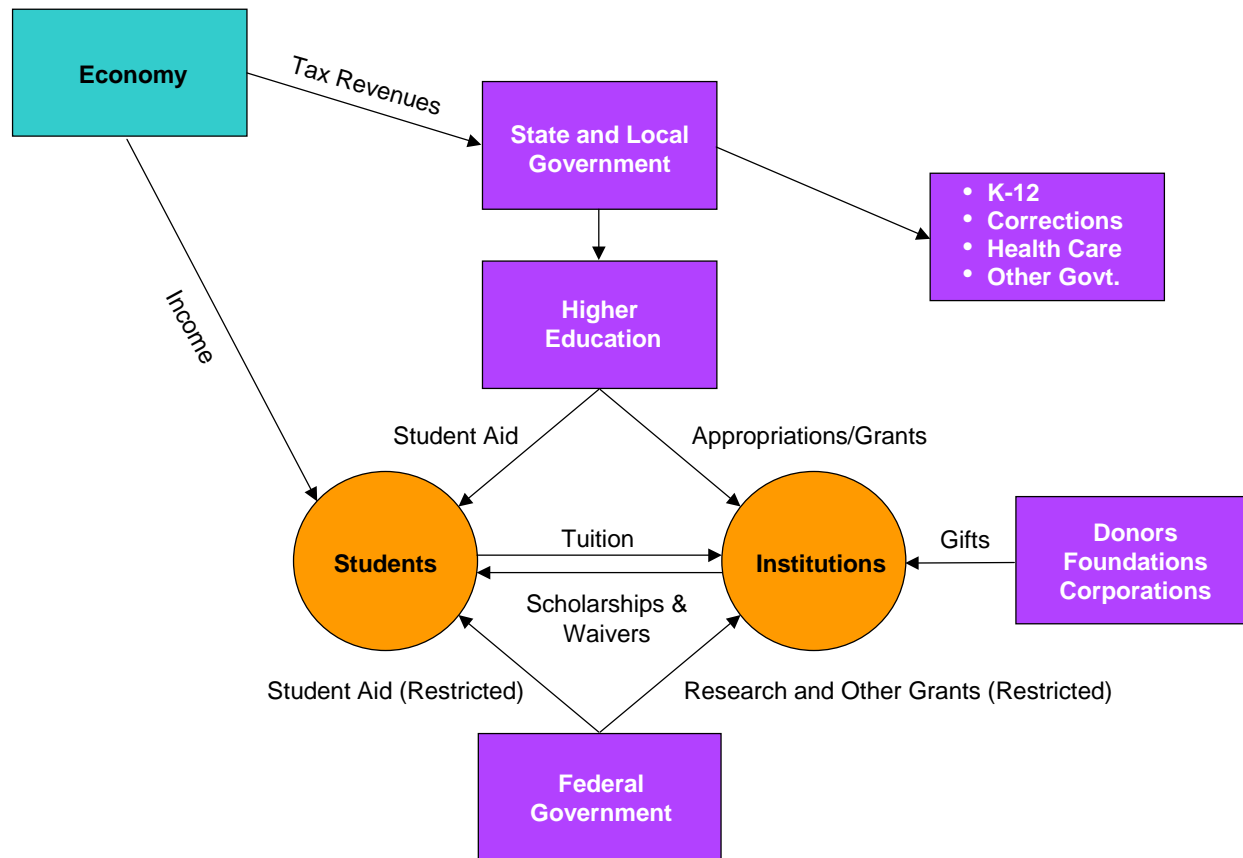 Economy
Tax Revenues
State and Local
Government
• K-12
• Corrections
• Health Care
• Other Govt.
Income
Higher
Education
Student Aid
Appropriations/Grants
Students
Tuition
Scholarships &
Waivers
Institutions
Gifts
Donors
Foundations
Corporations
Student Aid (Restricted)
Research and Other Grants (Restricted)
Federal
Government